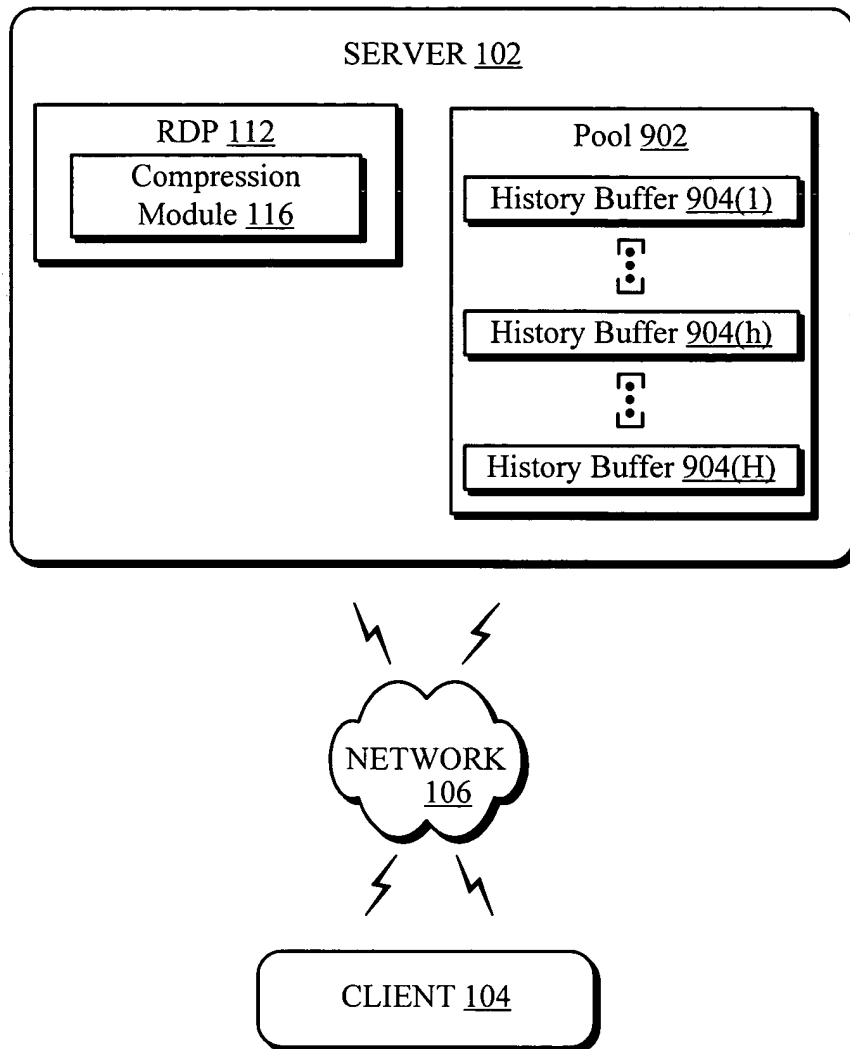 SERVER 102
RDP 112
Compression
Module 116
Pool 902
History Buffer 904(1)
History Buffer 904(h)
History Buffer 904(H)
NETWORK
106
CLIENT 104